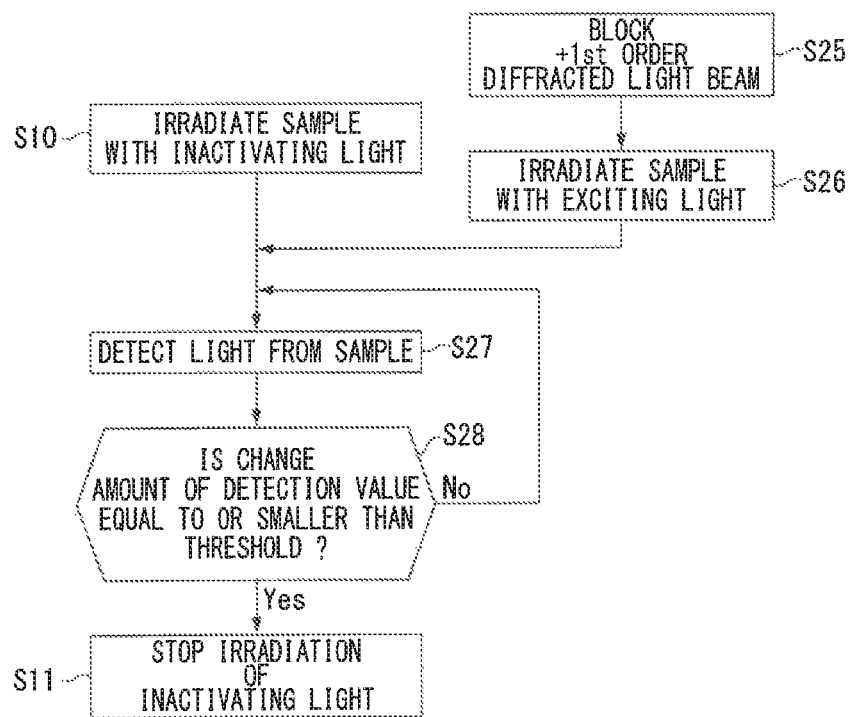 BLOCK
+1st ORDER
DIFFRACTED LIGHT BEAM
S25
S10
IRRADIATE SAMPLE
WITH INACTIVATING LIGHT
IRRADIATE SAMPLE
WITH EXCITING LIGHT
S26
DETECT LIGHT FROM SAMPLE
S27
S28
IS CHANGE
AMOUNT OF DETECTION VALUE
EQUAL TO OR SMALLER THAN
THRESHOLD ?
No
Yes
S11
STOP IRRADIATION
OF
INACTIVATING LIGHT